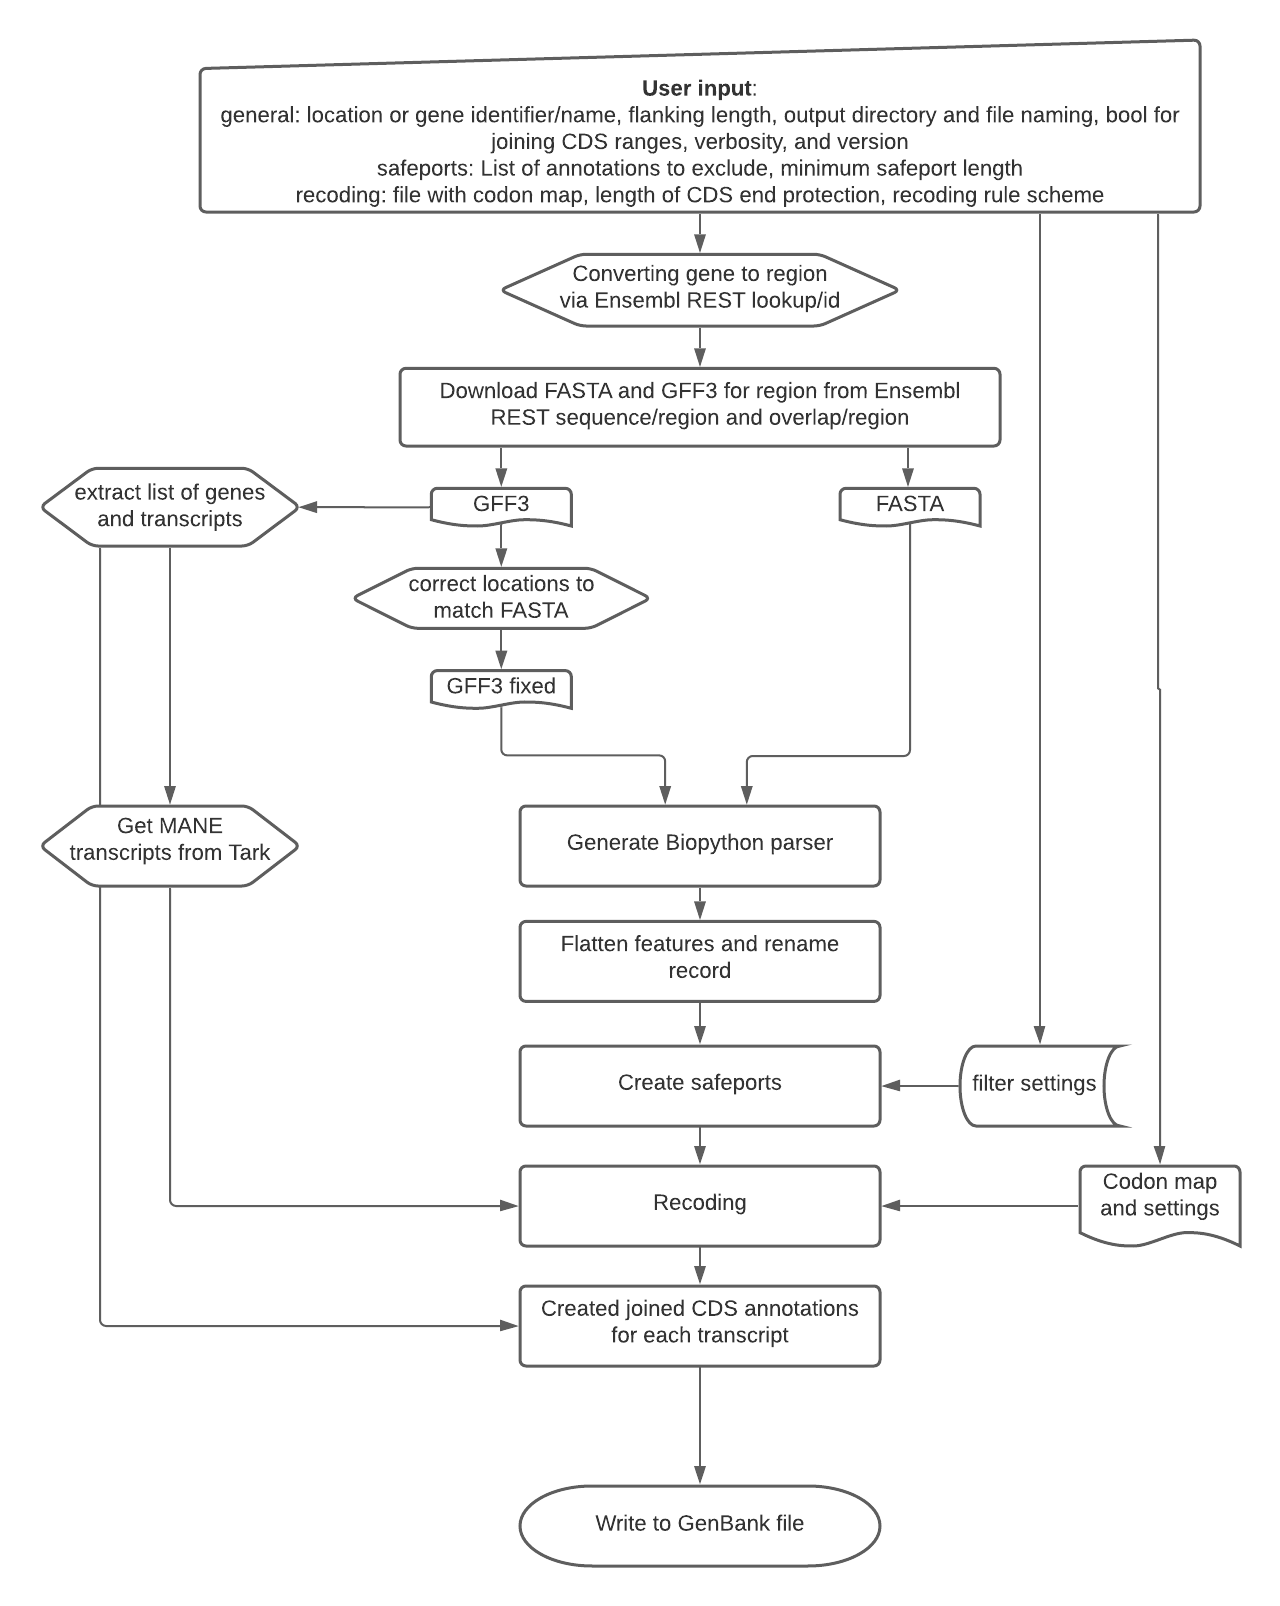 User input:
general: location or gene identifier/name, flanking length, output directory and file naming, bool for
joining CDS ranges, verbosity, and version
safeports: List of annotations to exclude, minimum safeport length
recoding: file with codon map, length of CDS end protection, recoding rule scheme
Converting gene to region
via Ensembl REST lookup/id
Download FASTA and GFF3 for region from Ensembl
REST sequence/region and overlap/region
extract list of genes
and transcripts
GFF3
FASTA
correct locations to
match FASTA
GFF3 fixed
Get MANE
transcripts from Tark
Generate Biopython parser
Flatten features and rename
record
Create safeports
filter settings
Recoding
Codon map
and settings
Created joined CDS annotations
for each transcript
Write to GenBank file